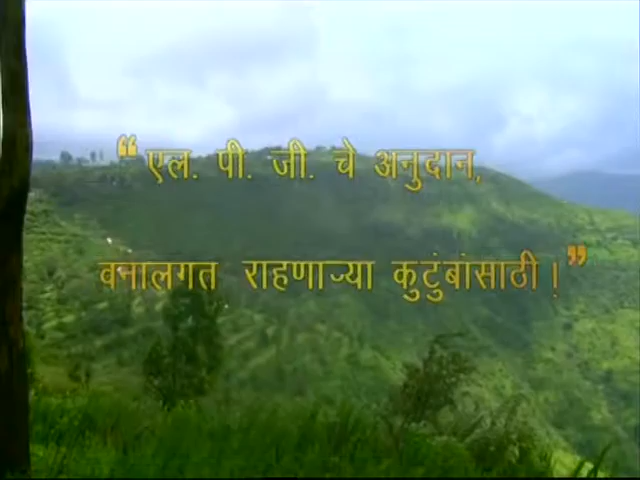 “ एल. पी. जी. चे अनुदान,
वनालगत राहणाऱ्या कुटुंबांसाठी ! ”